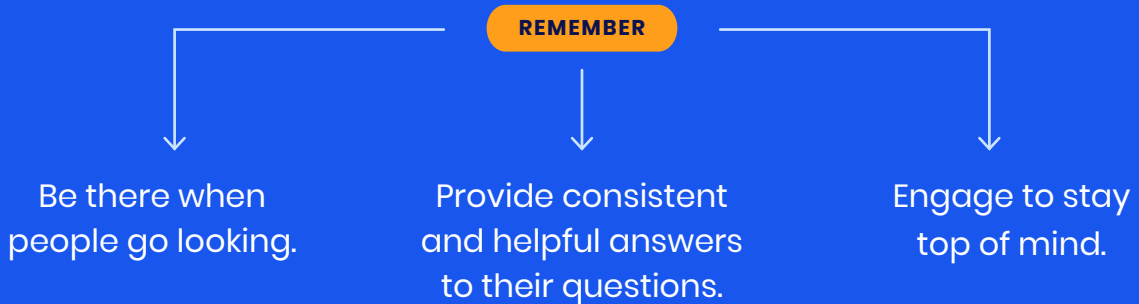 REMEMBER
Be there when
people go looking.
Provide consistent
and helpful answers
to their questions.
Engage to stay
top of mind.